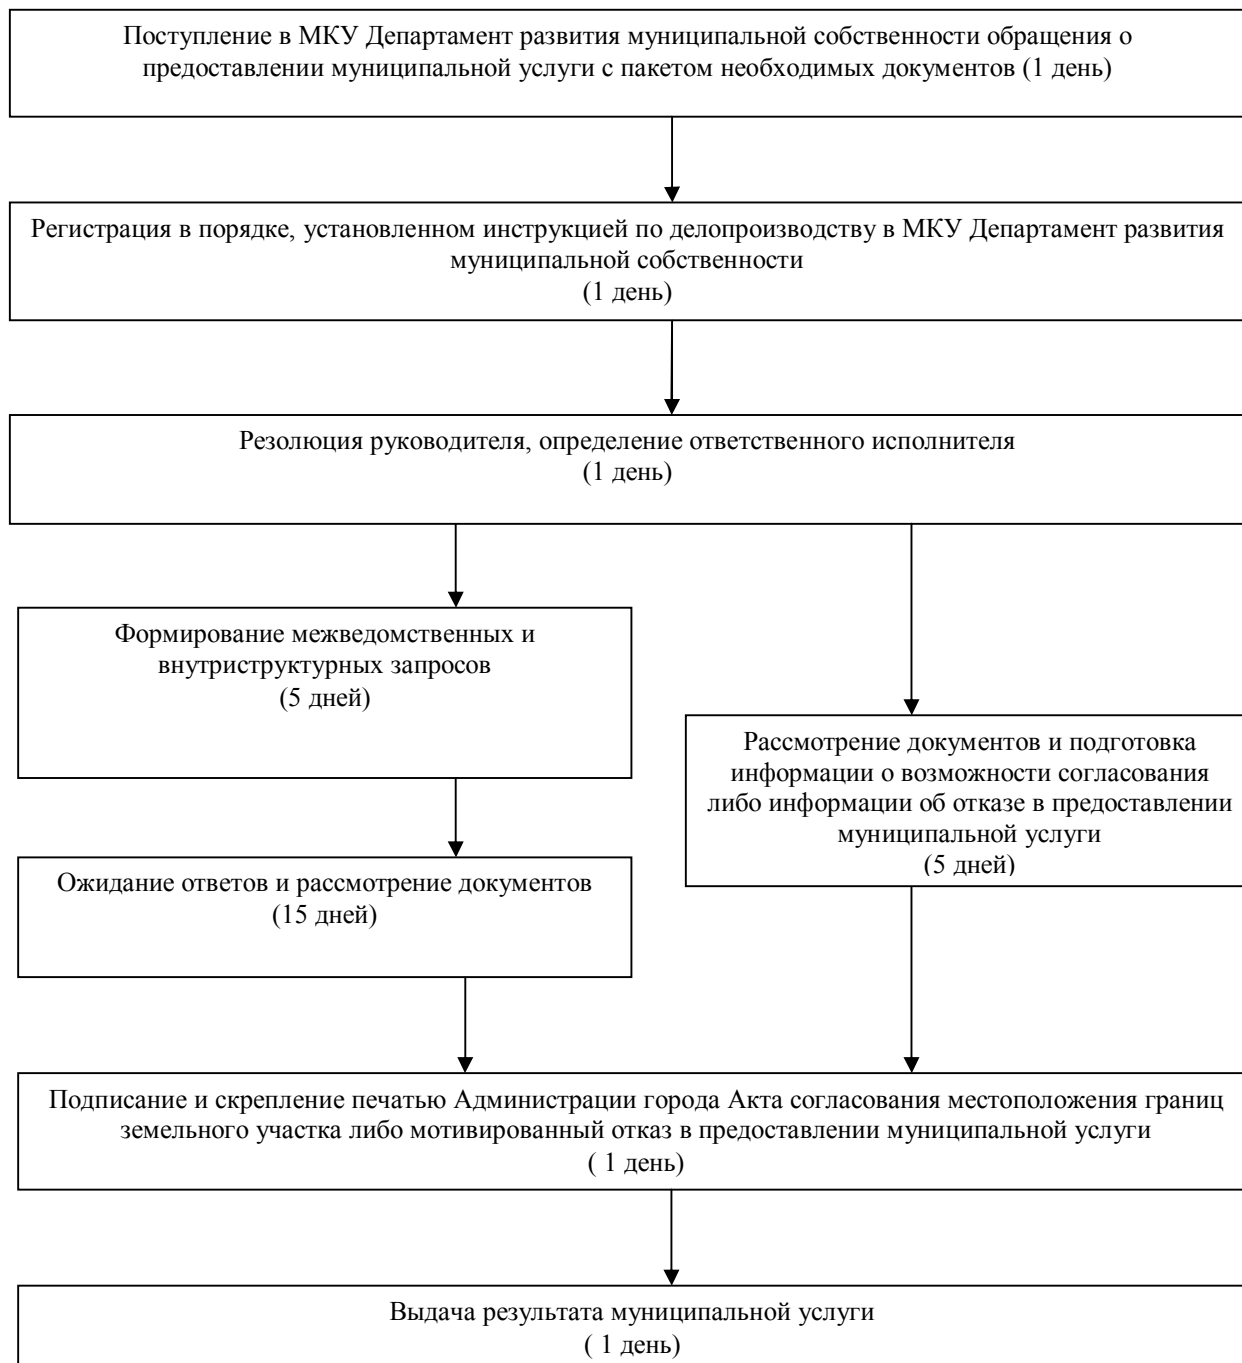 Поступление в МКУ Департамент развития муниципальной собственности обращения о
предоставлении муниципальной услуги с пакетом необходимых документов (1 день)
Регистрация в порядке, установленном инструкцией по делопроизводству в МКУ Департамент развития
муниципальной собственности
(1 день)
Резолюция руководителя, определение ответственного исполнителя
(1 день)
Формирование межведомственных и
внутриструктурных запросов
(5 дней)
Рассмотрение документов и подготовка
информации о возможности согласования
либо информации об отказе в предоставлении
муниципальной услуги
(5 дней)
Ожидание ответов и рассмотрение документов
(15 дней)
Подписание и скрепление печатью Администрации города Акта согласования местоположения границ
земельного участка либо мотивированный отказ в предоставлении муниципальной услуги
( 1 день)
Выдача результата муниципальной услуги
( 1 день)